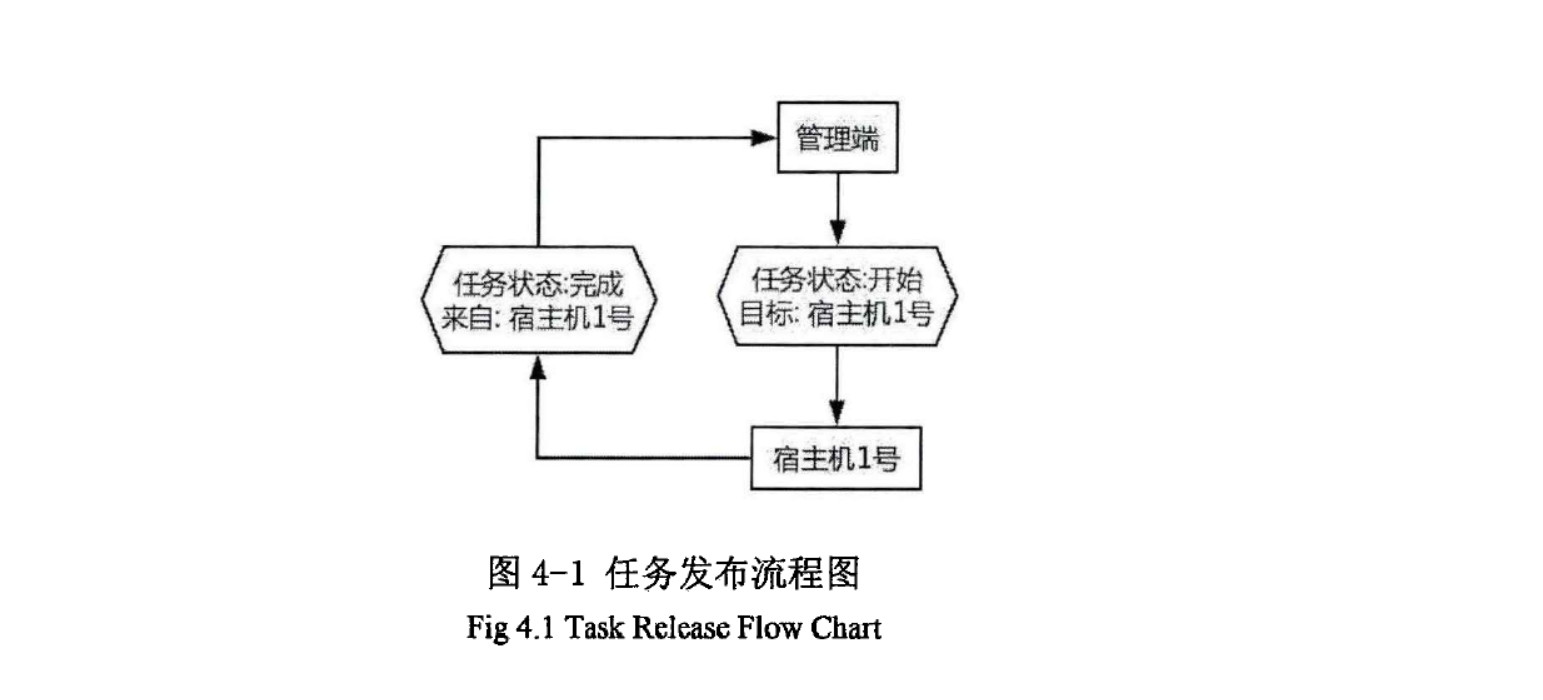 管理端
任务状态:完成
来自: 宿主机1号
任务状态:开始
目标: 宿主机1号
宿主机1号
图 4-1 任务发布流程图
Fig 4.1 Task Release Flow Chart